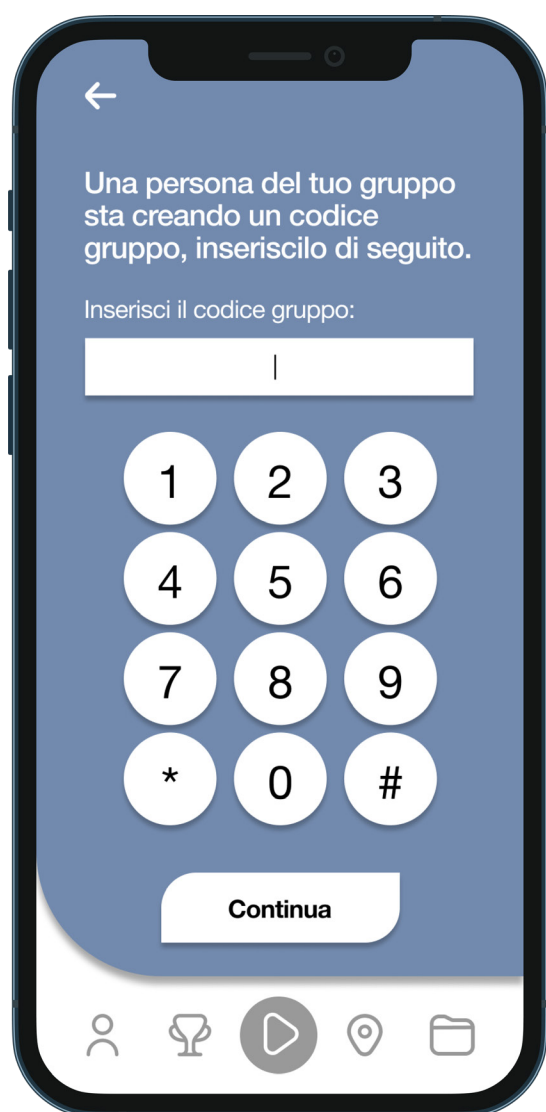 Una persona del tuo gruppo
sta creando un codice
gruppo, inseriscilo di seguito.
Inserisci il codice gruppo:
1 2 3
4 5 6
7 8 9
* 0 #
Continua